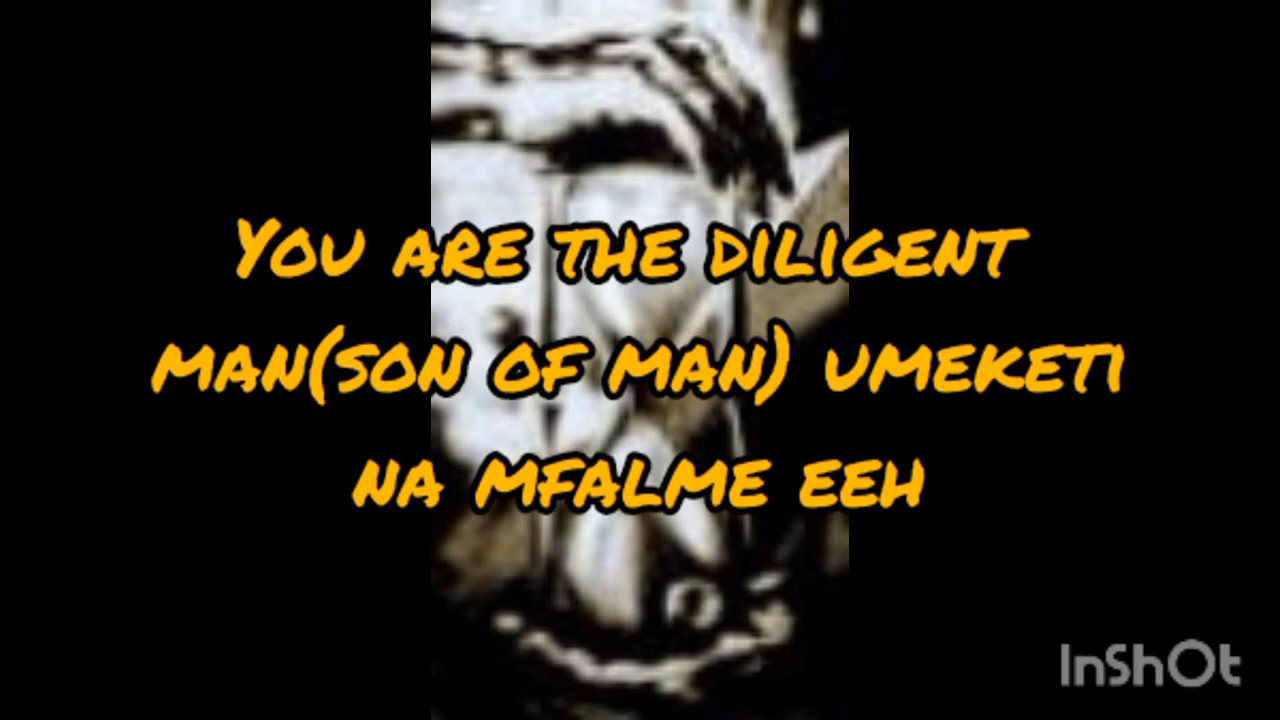 You are the diligent
man(son of man) umeketi
na mfalme eeh
InShOt